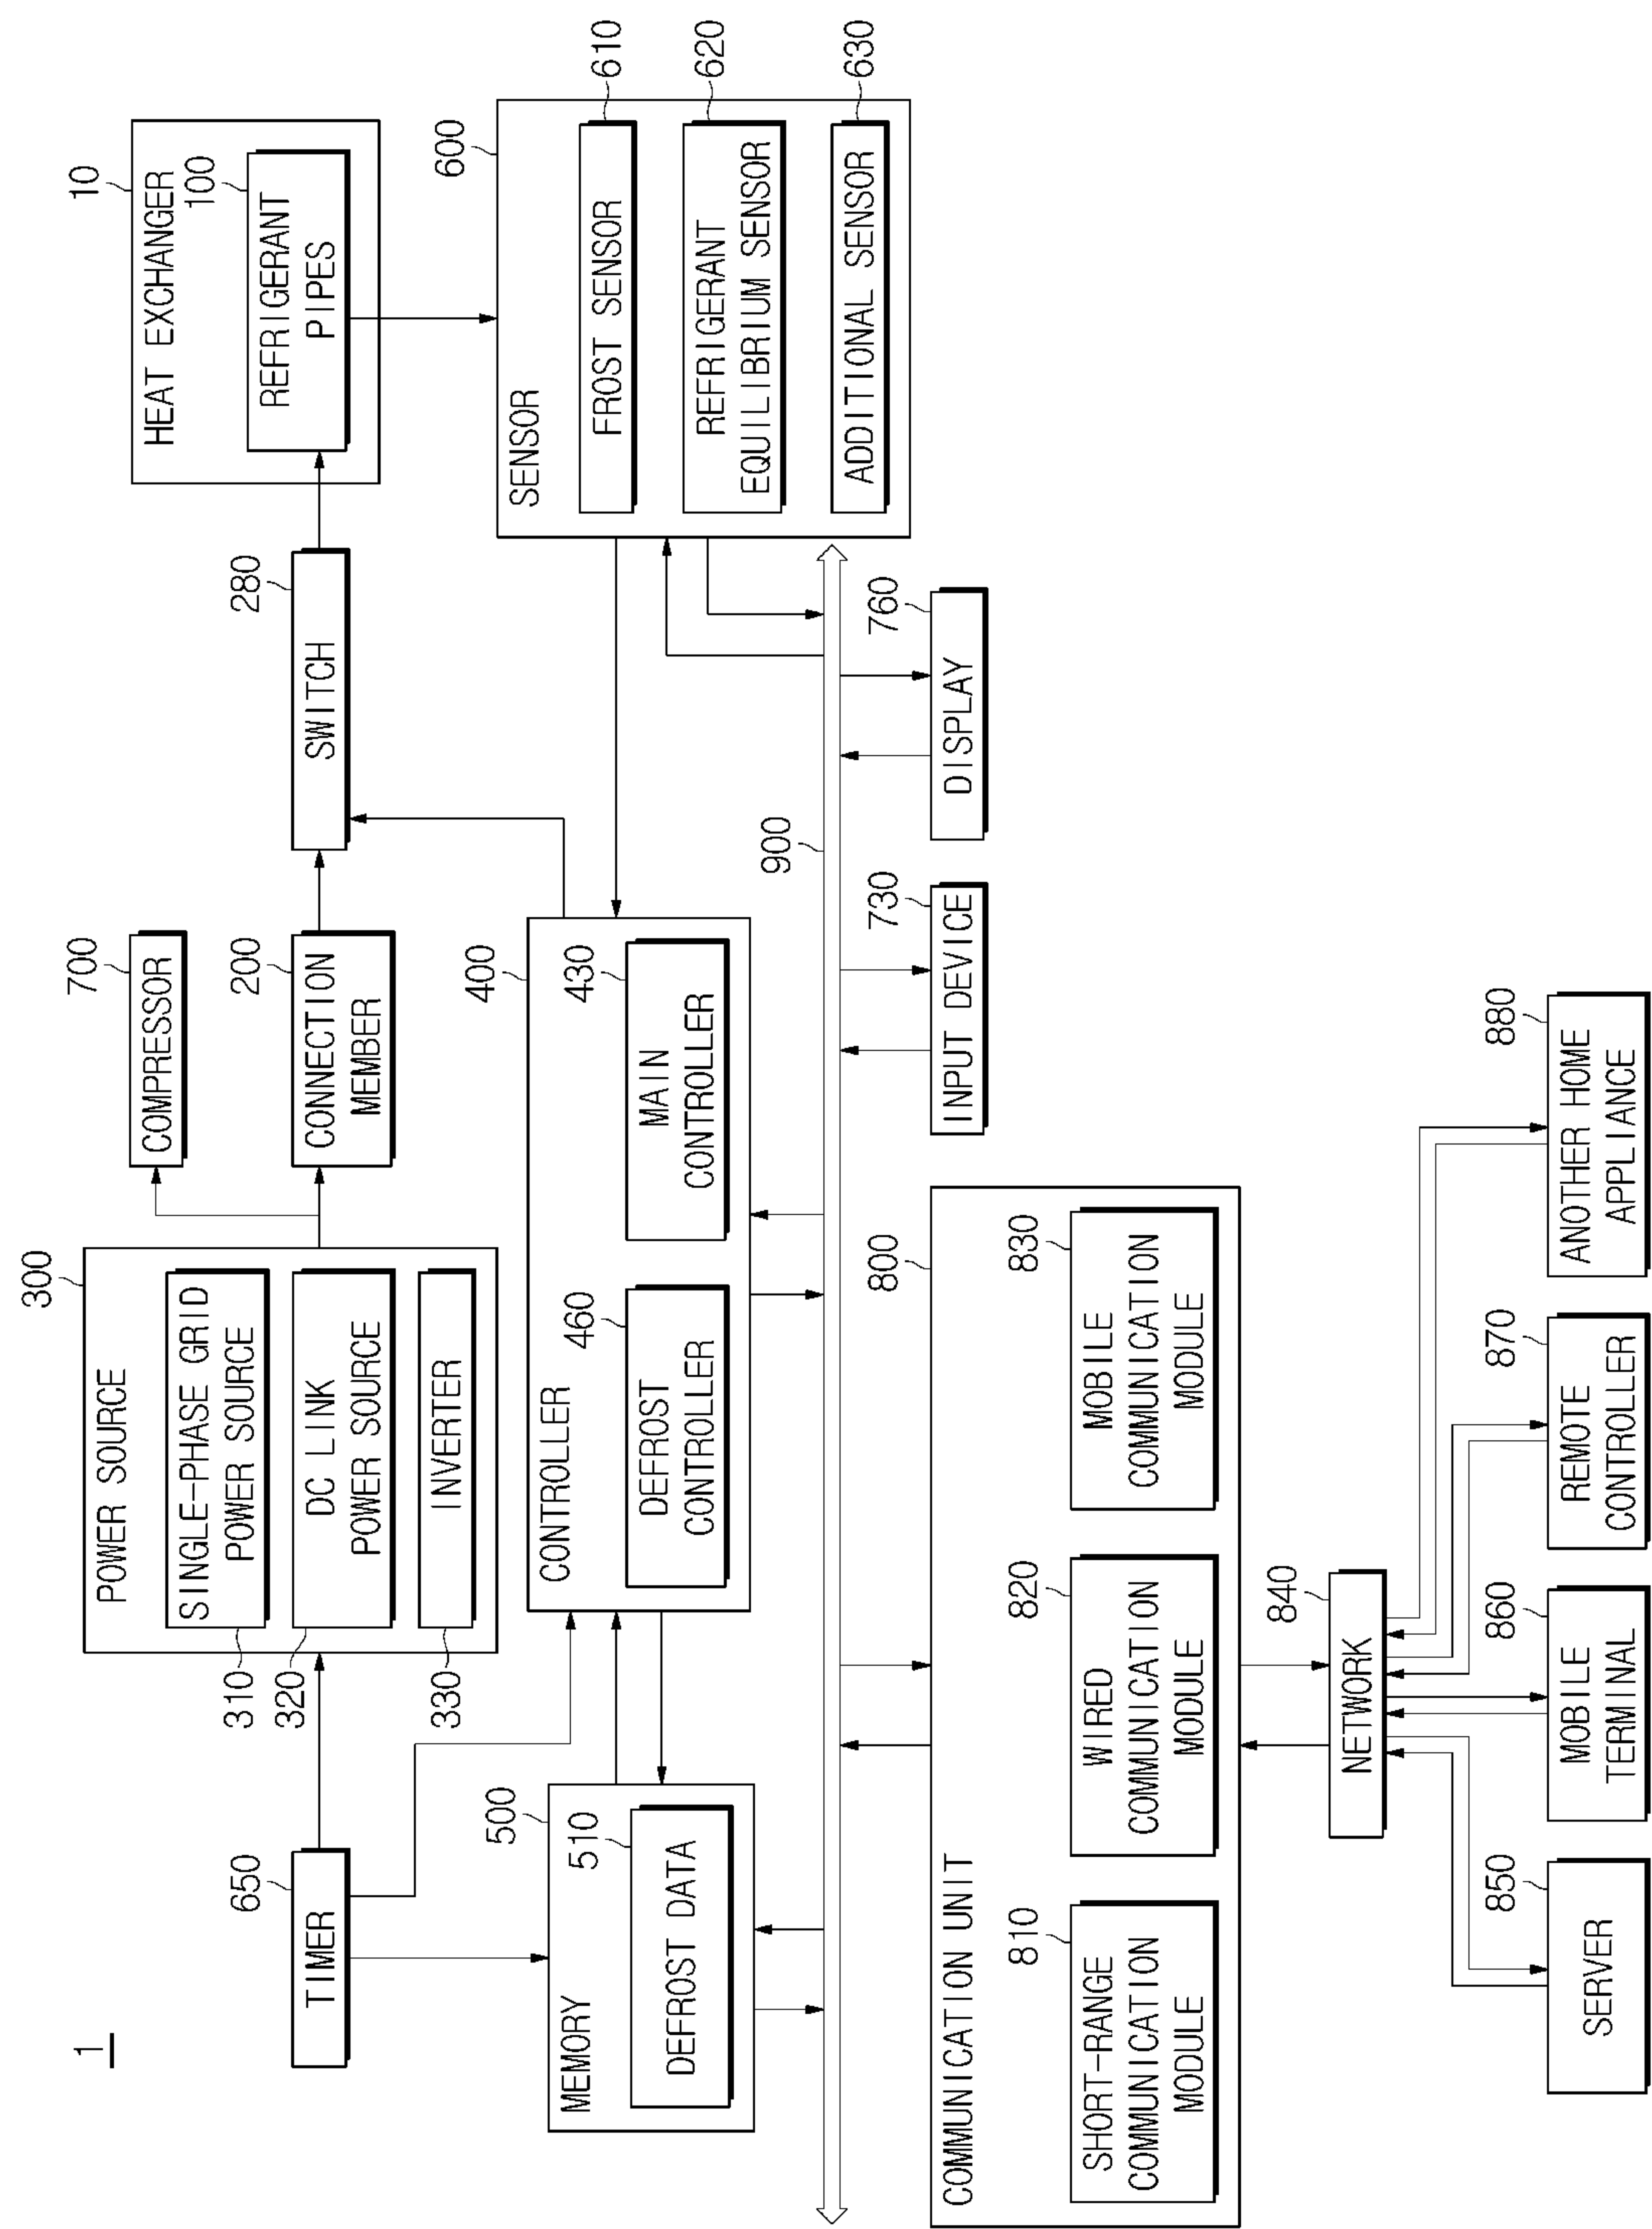 1
300
POWER SOURCE
SINGLE-PHASE GRID
POWER SOURCE
310
DC LINK
POWER SOURCE
320
INVERTER
330
650
TIMER
700
COMPRESSOR
200
CONNECTION
MEMBER
280
SWITCH
10
HEAT EXCHANGER
100
REFRIGERANT
PIPES
500
MEMORY
510
DEFROST DATA
400
CONTROLLER
460
DEFROST
CONTROLLER
430
MAIN
CONTROLLER
600
SENSOR
610
FROST SENSOR
620
REFRIGERANT
EQUILIBRIUM SENSOR
630
ADDITIONAL SENSOR
900
800
COMMUNICATION UNIT
810
SHORT-RANGE
COMMUNICATION
MODULE
820
WIRED
COMMUNICATION
MODULE
830
MOBILE
COMMUNICATION
MODULE
730
INPUT DEVICE
760
DISPLAY
840
NETWORK
850
SERVER
860
MOBILE
TERMINAL
870
REMOTE
CONTROLLER
880
ANOTHER HOME
APPLIANCE